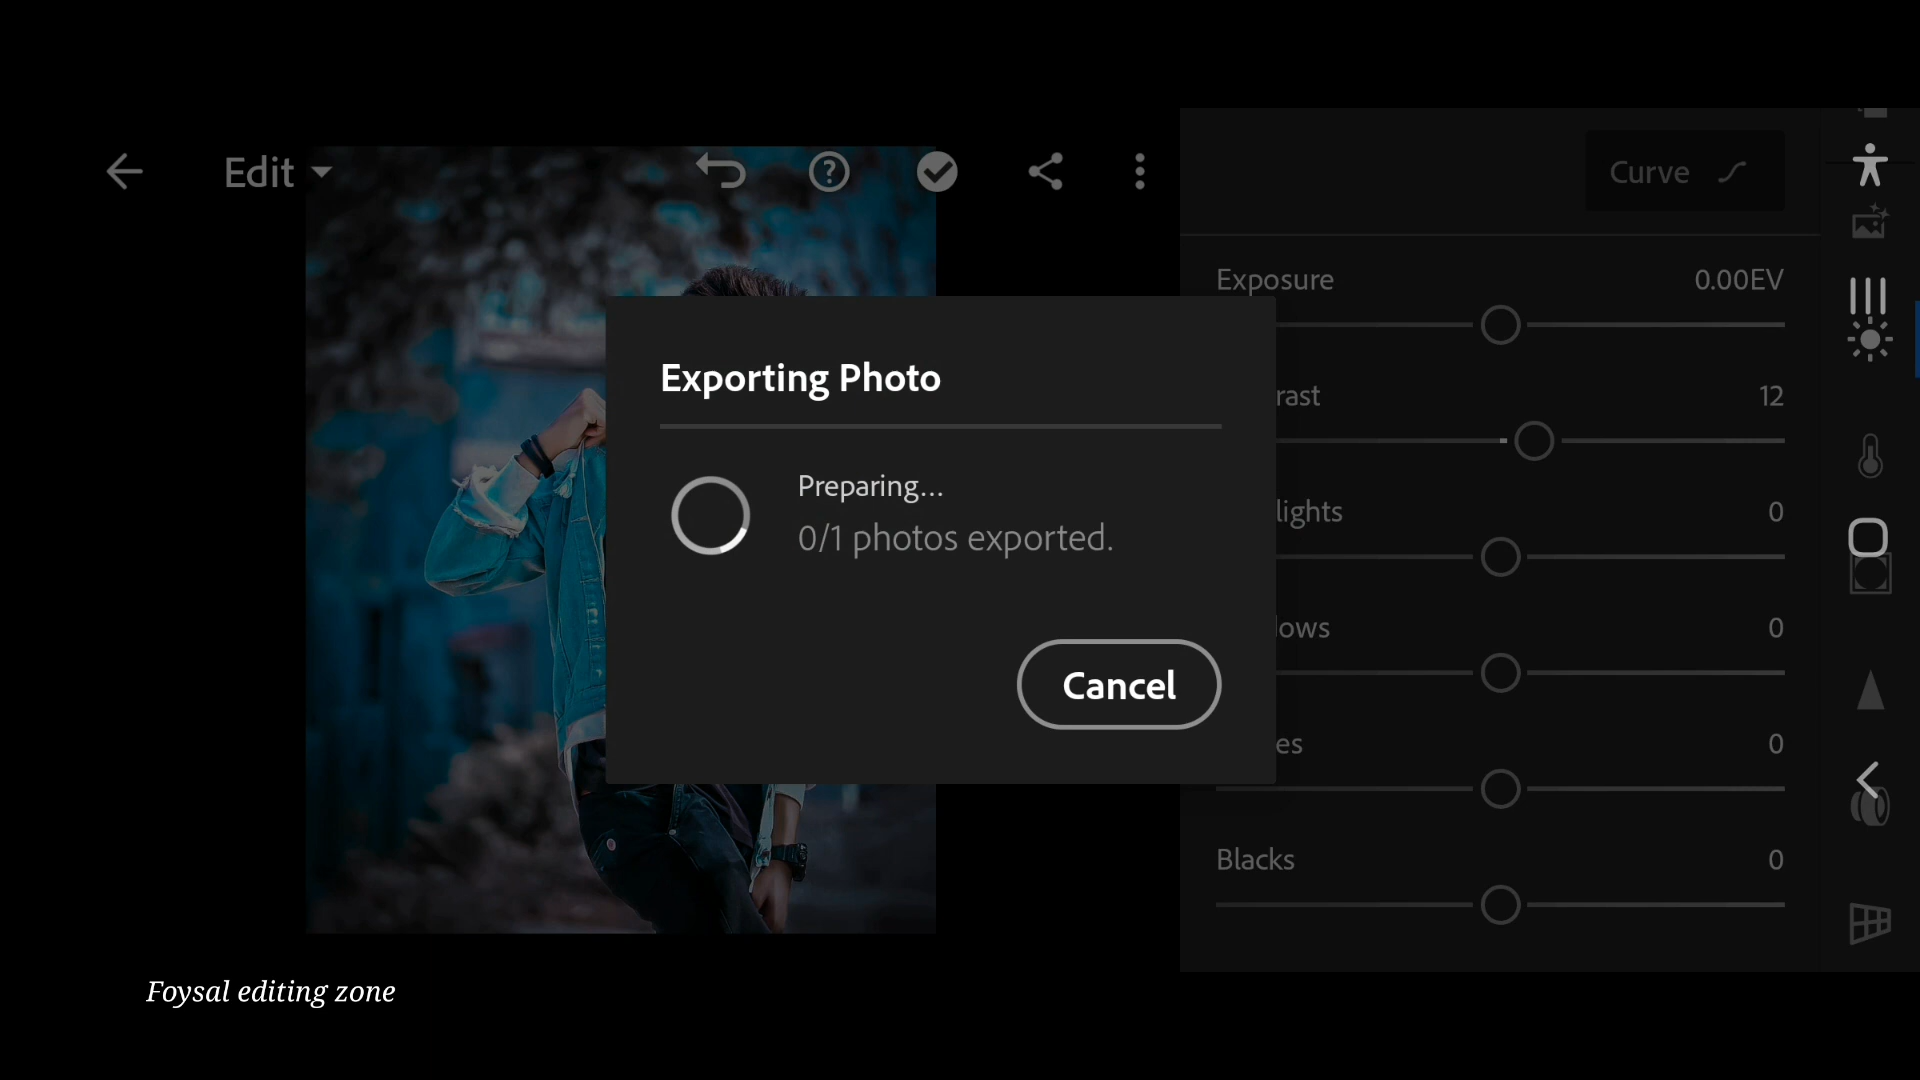 Edit
Curve
Exposure 0.00EV
Exporting Photo
rast 12
Preparing...
0/1 photos exported.
lights 0
lows 0
Cancel
es 0
Blacks 0
Foysal editing zone